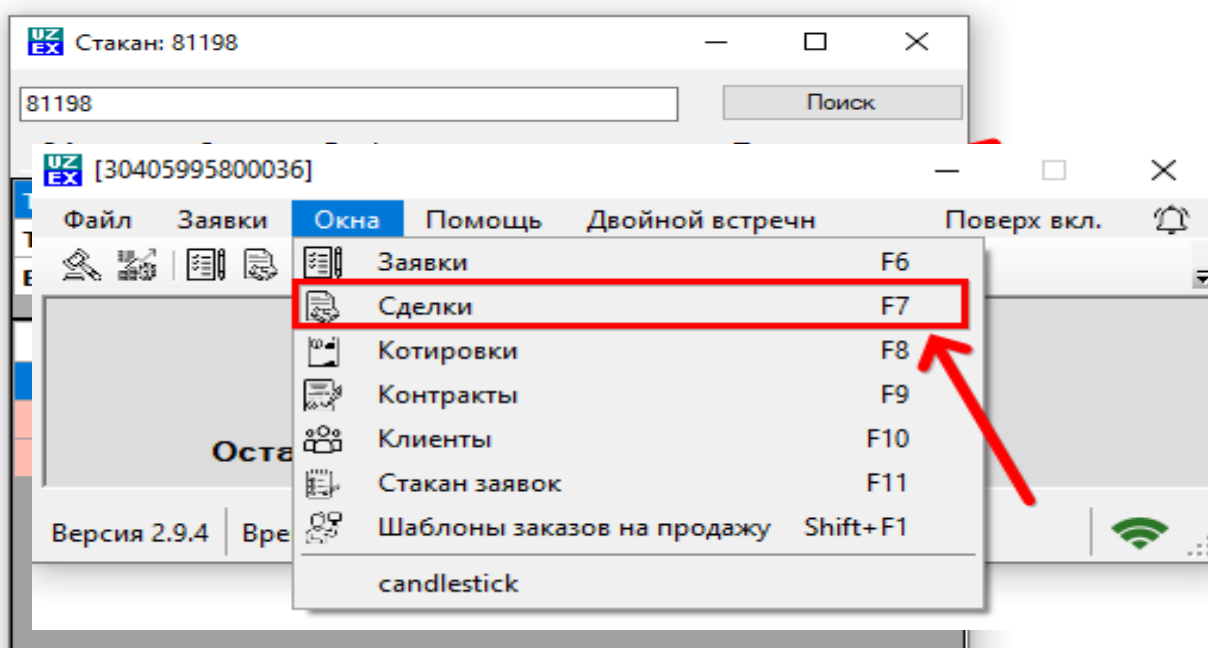 UZ
EX Стакан: 81198
81198 Поиск
UZ
EX [30405995800036]
Файл Заявки Окна Помощь Двойной встречн Поверх вкл.
Заявки F6
Сделки F7
Котировки F8
Контракты F9
Оста
Клиенты F10
Стакан заявок F11
Версия 2.9.4 Вре
Шаблоны заказов на продажу Shift+F1
candlestick